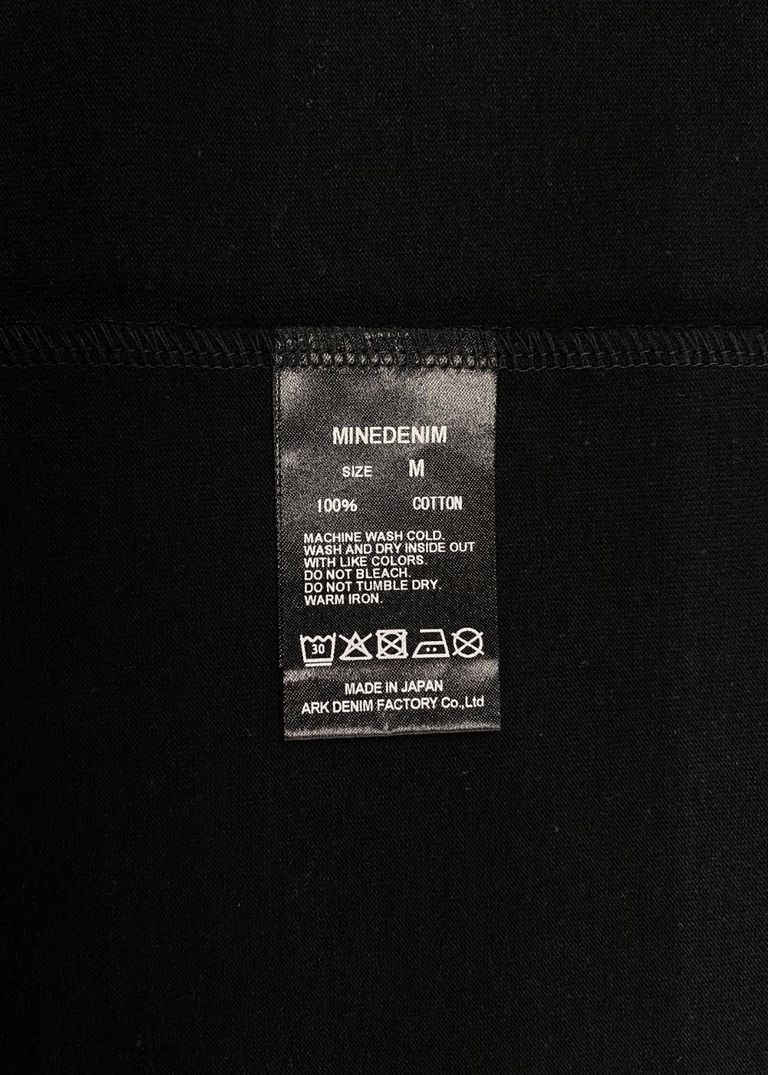 MINEDENIM
SIZE M
100% COTTON
MACHINE WASH COLD.
WASH AND DRY INSIDE OUT
WITH LIKE COLORS.
DO NOT BLEACH.
DO NOT TUMBLE DRY.
WARM IRON.
30
MADE IN JAPAN
ARK DENIM FACTORY Co.,Ltd